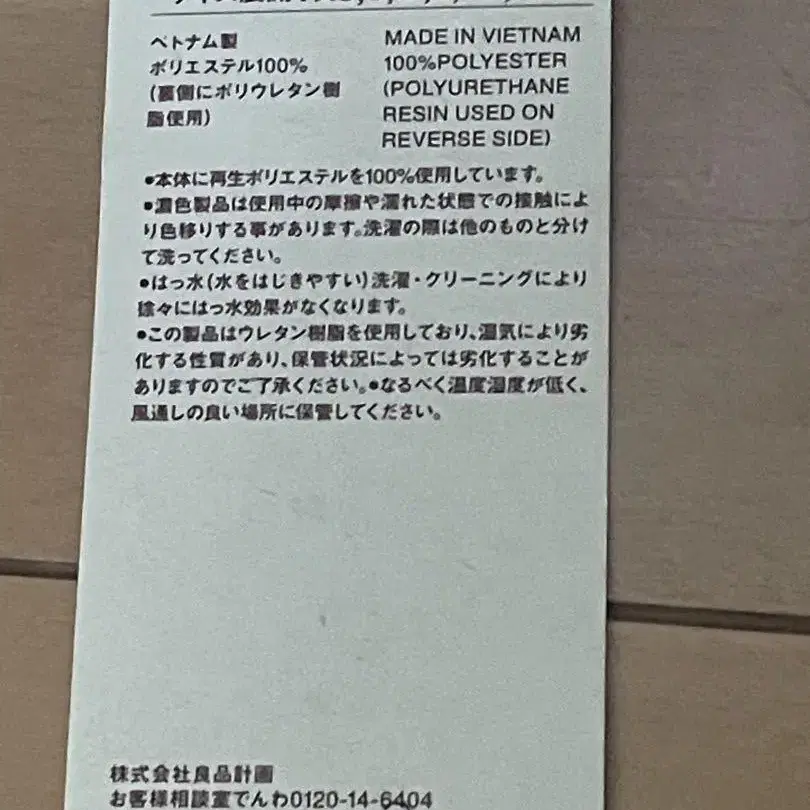 ベトナム製
ポリエステル100%
(裏側にポリウレタン樹
脂使用)
MADE IN VIETNAM
100%POLYESTER
(POLYURETHANE
RESIN USED ON
REVERSE SIDE)
●本体に再生ポリエステルを100%使用しています。
●濃色製品は使用中の摩擦や濡れた状態での接触によ
り色移りする事があります。洗濯の際は他のものと分け
て洗ってください。
●はっ水(水をはじきやすい)洗濯・クリーニングにより
徐々にはっ水効果がなくなります。
●この製品はウレタン樹脂を使用しており、湿気により劣
化する性質があり、保管状況によっては劣化することが
ありますのでご了承ください。●なるべく温度湿度が低く、
風通しの良い場所に保管してください。
株式会社良品計画
お客様相談室でんわ0120-14-6404